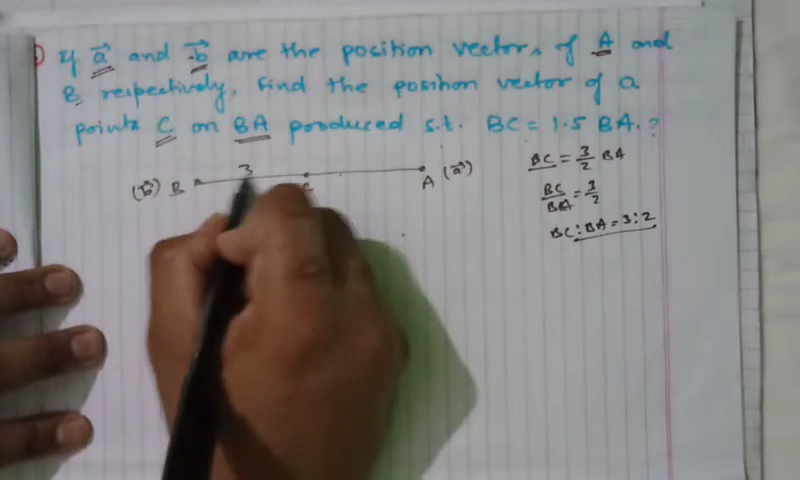 If a⃗ and b⃗ are the position vectors of A and
B respectively, find the position vector of a
points C on BA produced s.t. BC = 1.5 BA.?
BC = 3/2 BA
3
(b⃗) B C A (a⃗)
BC/BA = 3/2
BC : BA = 3 : 2